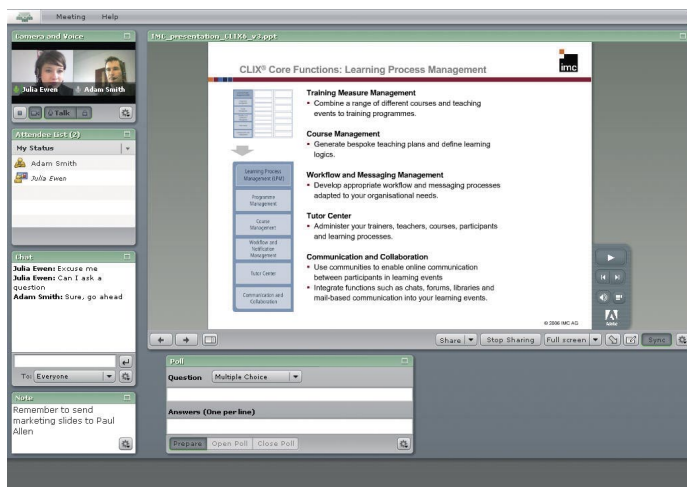 Meeting Help
Camera and Voice
Julia Ewen
Adam Smith
Talk
Attendee List (2)
My Status
Adam Smith
Julia Ewen
Chat
Julia Ewen: Excuse me
Julia Ewen: Can I ask a
question
Adam Smith: Sure, go ahead
To: Everyone
Note
Remember to send
marketing slides to Paul
Allen
IMC_presentation_CLIX6_v3.ppt
CLIX® Core Functions: Learning Process Management
imc
Learning Process
Management (LPM)
Programme
Management
Course
Management
Workflow and
Notification
Management
Tutor Center
Communication and
Collaboration
Training Measure Management
• Combine a range of different courses and teaching
events to training programmes.
Course Management
• Generate bespoke teaching plans and define learning
logics.
Workflow and Messaging Management
• Develop appropriate workflow and messaging processes
adapted to your organisational needs.
Tutor Center
• Administer your trainers, teachers, courses, participants
and learning processes.
Communication and Collaboration
• Use communities to enable online communication
between participants in learning events
• Integrate functions such as chats, forums, libraries and
mail-based communication into your learning events.
© 2006 IMC AG
Adobe
Share
Stop Sharing
Full screen
Sync
Poll
Question Multiple Choice
Answers (One per line)
Prepare Open Poll Close Poll